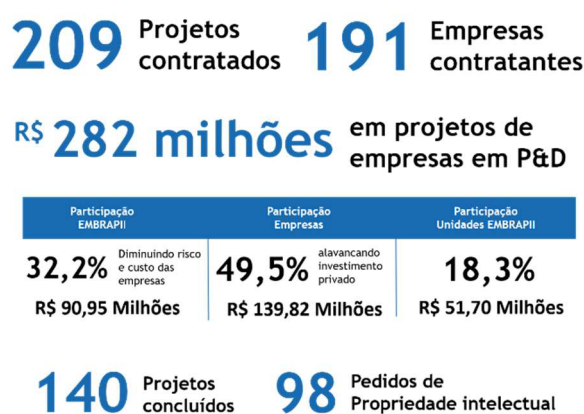 209 Projetos contratados
191 Empresas contratantes
R$ 282 milhões em projetos de empresas em P&D
Participação EMBRAPII
Participação Empresas
Participação Unidades EMBRAPII
32,2% Diminuindo risco e custo das empresas
49,5% alavancando investimento privado
18,3%
R$ 90,95 Milhões
R$ 139,82 Milhões
R$ 51,70 Milhões
140 Projetos concluídos
98 Pedidos de Propriedade intelectual